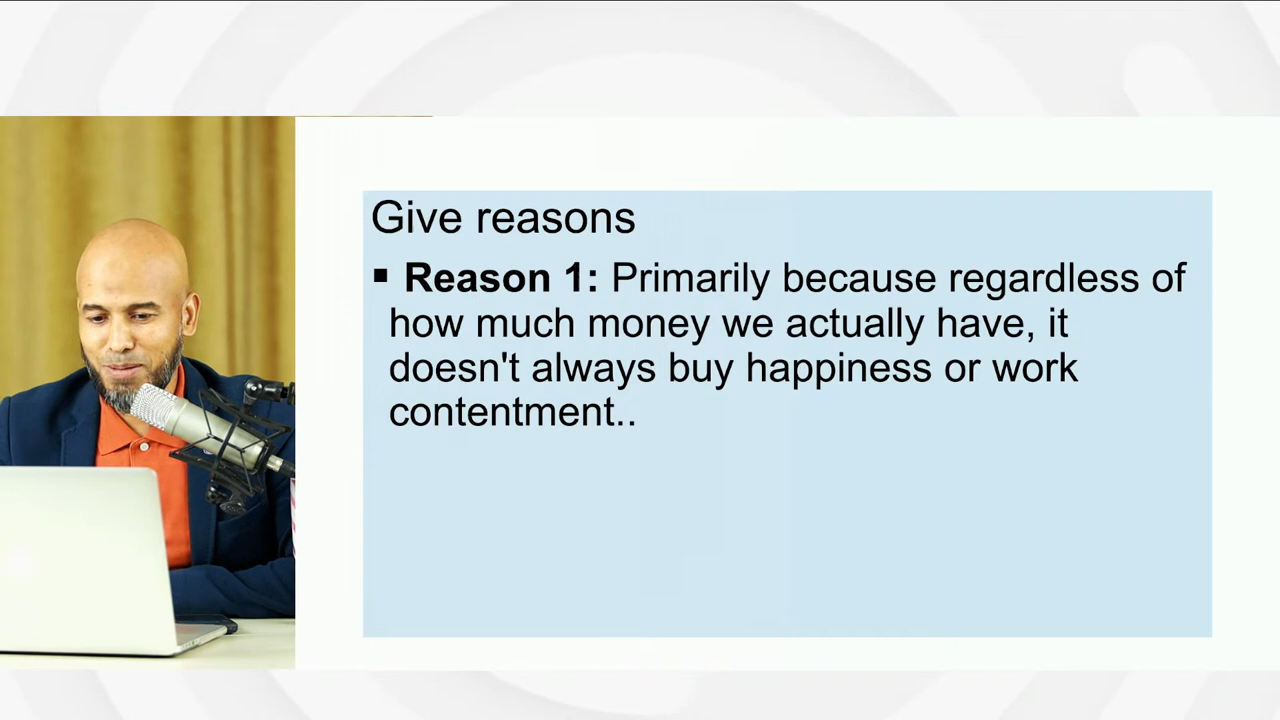 Give reasons
▪ Reason 1: Primarily because regardless of
how much money we actually have, it
doesn't always buy happiness or work
contentment..